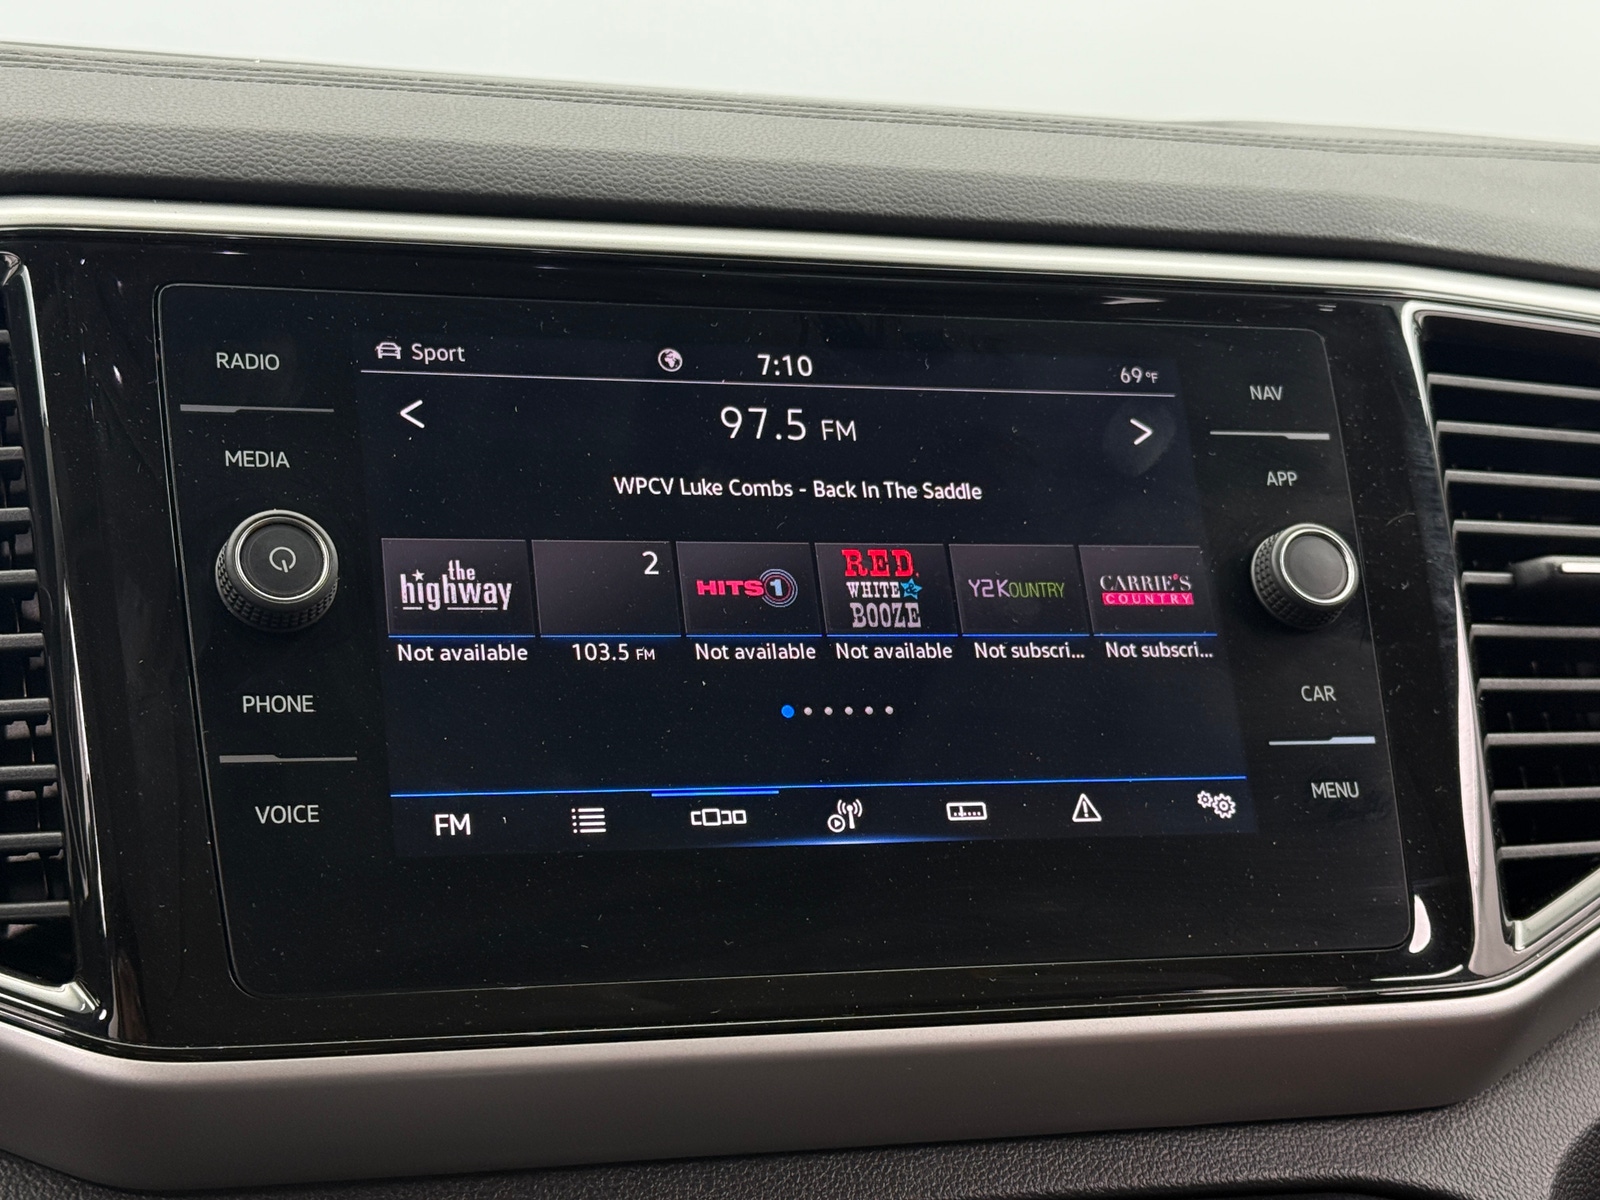 RADIO
MEDIA
PHONE
VOICE
Sport
7:10
69°F
97.5 FM
WPCV Luke Combs - Back In The Saddle
the highway
2
HITS 1
RED WHITE & BOOZE
Y2KOUNTRY
CARRIE'S COUNTRY
Not available
103.5 FM
Not available
Not available
Not subscri...
Not subscri...
FM
NAV
APP
CAR
MENU